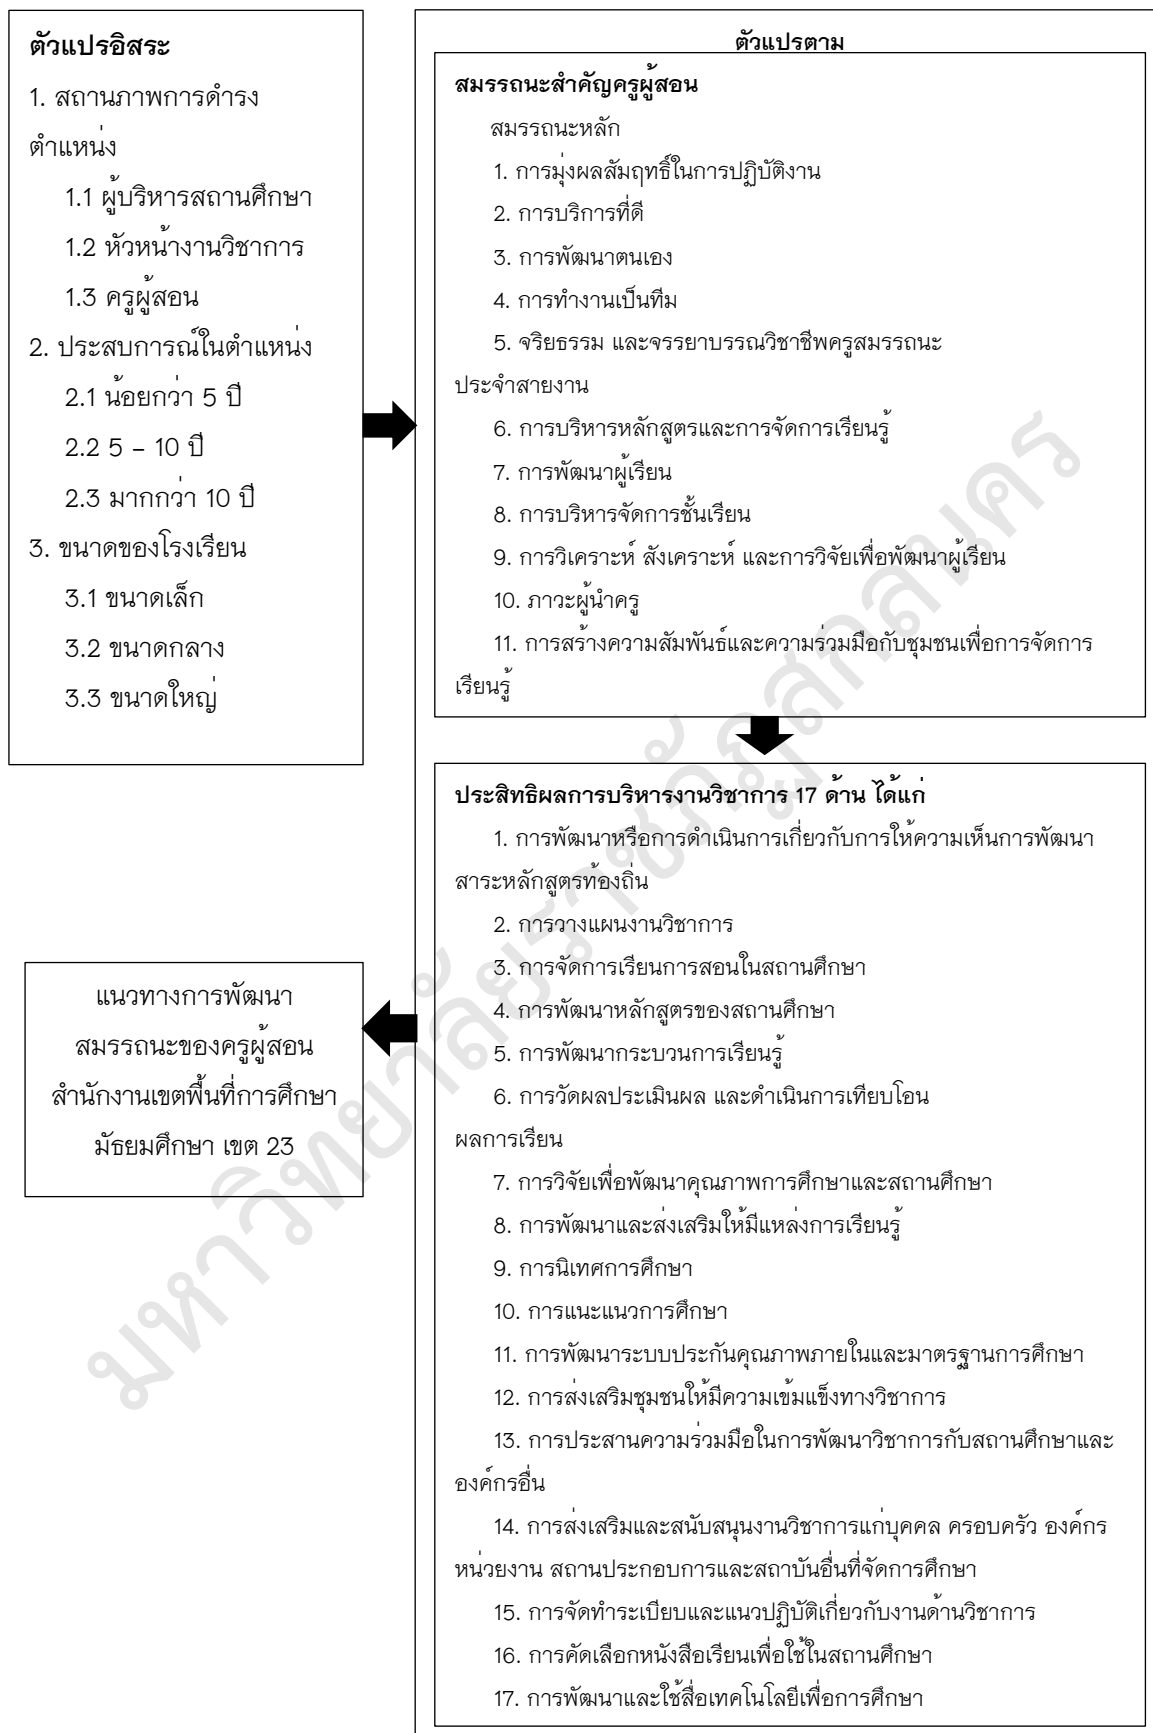 ตัวแปรอิสระ
1. สถานภาพการดำรง
ตำแหน่ง
1.1 ผู้บริหารสถานศึกษา
1.2 หัวหน้างานวิชาการ
1.3 ครูผู้สอน
2. ประสบการณ์ในตำแหน่ง
2.1 น้อยกว่า 5 ปี
2.2 5 – 10 ปี
2.3 มากกว่า 10 ปี
3. ขนาดของโรงเรียน
3.1 ขนาดเล็ก
3.2 ขนาดกลาง
3.3 ขนาดใหญ่
ตัวแปรตาม
สมรรถนะสำคัญครูผู้สอน
สมรรถนะหลัก
1. การมุ่งผลสัมฤทธิ์ในการปฏิบัติงาน
2. การบริการที่ดี
3. การพัฒนาตนเอง
4. การทำงานเป็นทีม
5. จริยธรรม และจรรยาบรรณวิชาชีพครูสมรรถนะ
ประจำสายงาน
6. การบริหารหลักสูตรและการจัดการเรียนรู้
7. การพัฒนาผู้เรียน
8. การบริหารจัดการชั้นเรียน
9. การวิเคราะห์ สังเคราะห์ และการวิจัยเพื่อพัฒนาผู้เรียน
10. ภาวะผู้นำครู
11. การสร้างความสัมพันธ์และความร่วมมือกับชุมชนเพื่อการจัดการ
เรียนรู้
ประสิทธิผลการบริหารงานวิชาการ 17 ด้าน ได้แก่
1. การพัฒนาหรือการดำเนินการเกี่ยวกับการให้ความเห็นการพัฒนา
สาระหลักสูตรท้องถิ่น
2. การวางแผนงานวิชาการ
3. การจัดการเรียนการสอนในสถานศึกษา
4. การพัฒนาหลักสูตรของสถานศึกษา
5. การพัฒนากระบวนการเรียนรู้
6. การวัดผลประเมินผล และดำเนินการเทียบโอน
ผลการเรียน
7. การวิจัยเพื่อพัฒนาคุณภาพการศึกษาและสถานศึกษา
8. การพัฒนาและส่งเสริมให้มีแหล่งการเรียนรู้
9. การนิเทศการศึกษา
10. การแนะแนวการศึกษา
11. การพัฒนาระบบประกันคุณภาพภายในและมาตรฐานการศึกษา
12. การส่งเสริมชุมชนให้มีความเข้มแข็งทางวิชาการ
13. การประสานความร่วมมือในการพัฒนาวิชาการกับสถานศึกษาและ
องค์กรอื่น
14. การส่งเสริมและสนับสนุนงานวิชาการแก่บุคคล ครอบครัว องค์กร
หน่วยงาน สถานประกอบการและสถาบันอื่นที่จัดการศึกษา
15. การจัดทำระเบียบและแนวปฏิบัติเกี่ยวกับงานด้านวิชาการ
16. การคัดเลือกหนังสือเรียนเพื่อใช้ในสถานศึกษา
17. การพัฒนาและใช้สื่อเทคโนโลยีเพื่อการศึกษา
แนวทางการพัฒนา
สมรรถนะของครูผู้สอน
สำนักงานเขตพื้นที่การศึกษา
มัธยมศึกษา เขต 23
มหาวิทยาลัยราชภัฏสกลนคร